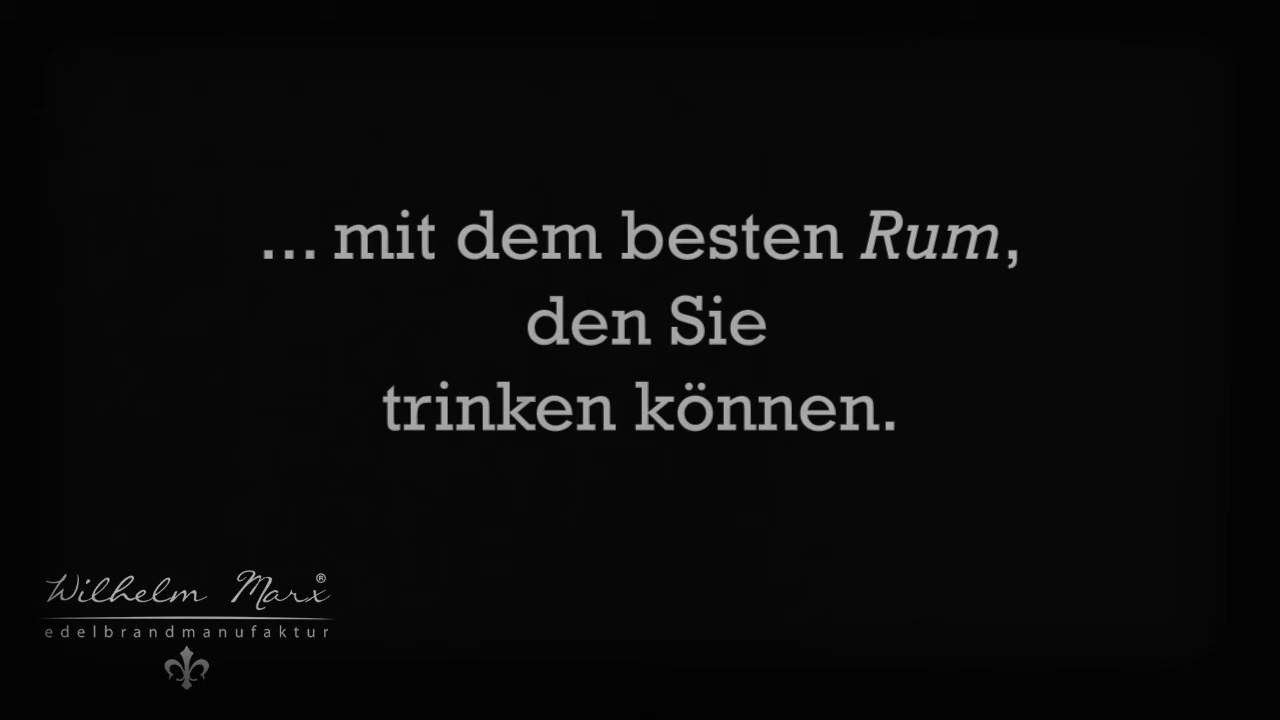 ... mit dem besten Rum,
den Sie
trinken können.
Wilhelm Marx®
edelbrandmanufaktur